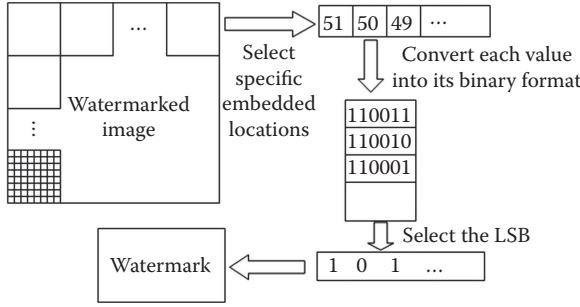 ...
51 50 49 ...
Select
specific
embedded
locations
Convert each value
into its binary format
Watermarked
image
⋮
110011
110010
110001
Select the LSB
Watermark
1 0 1 ...